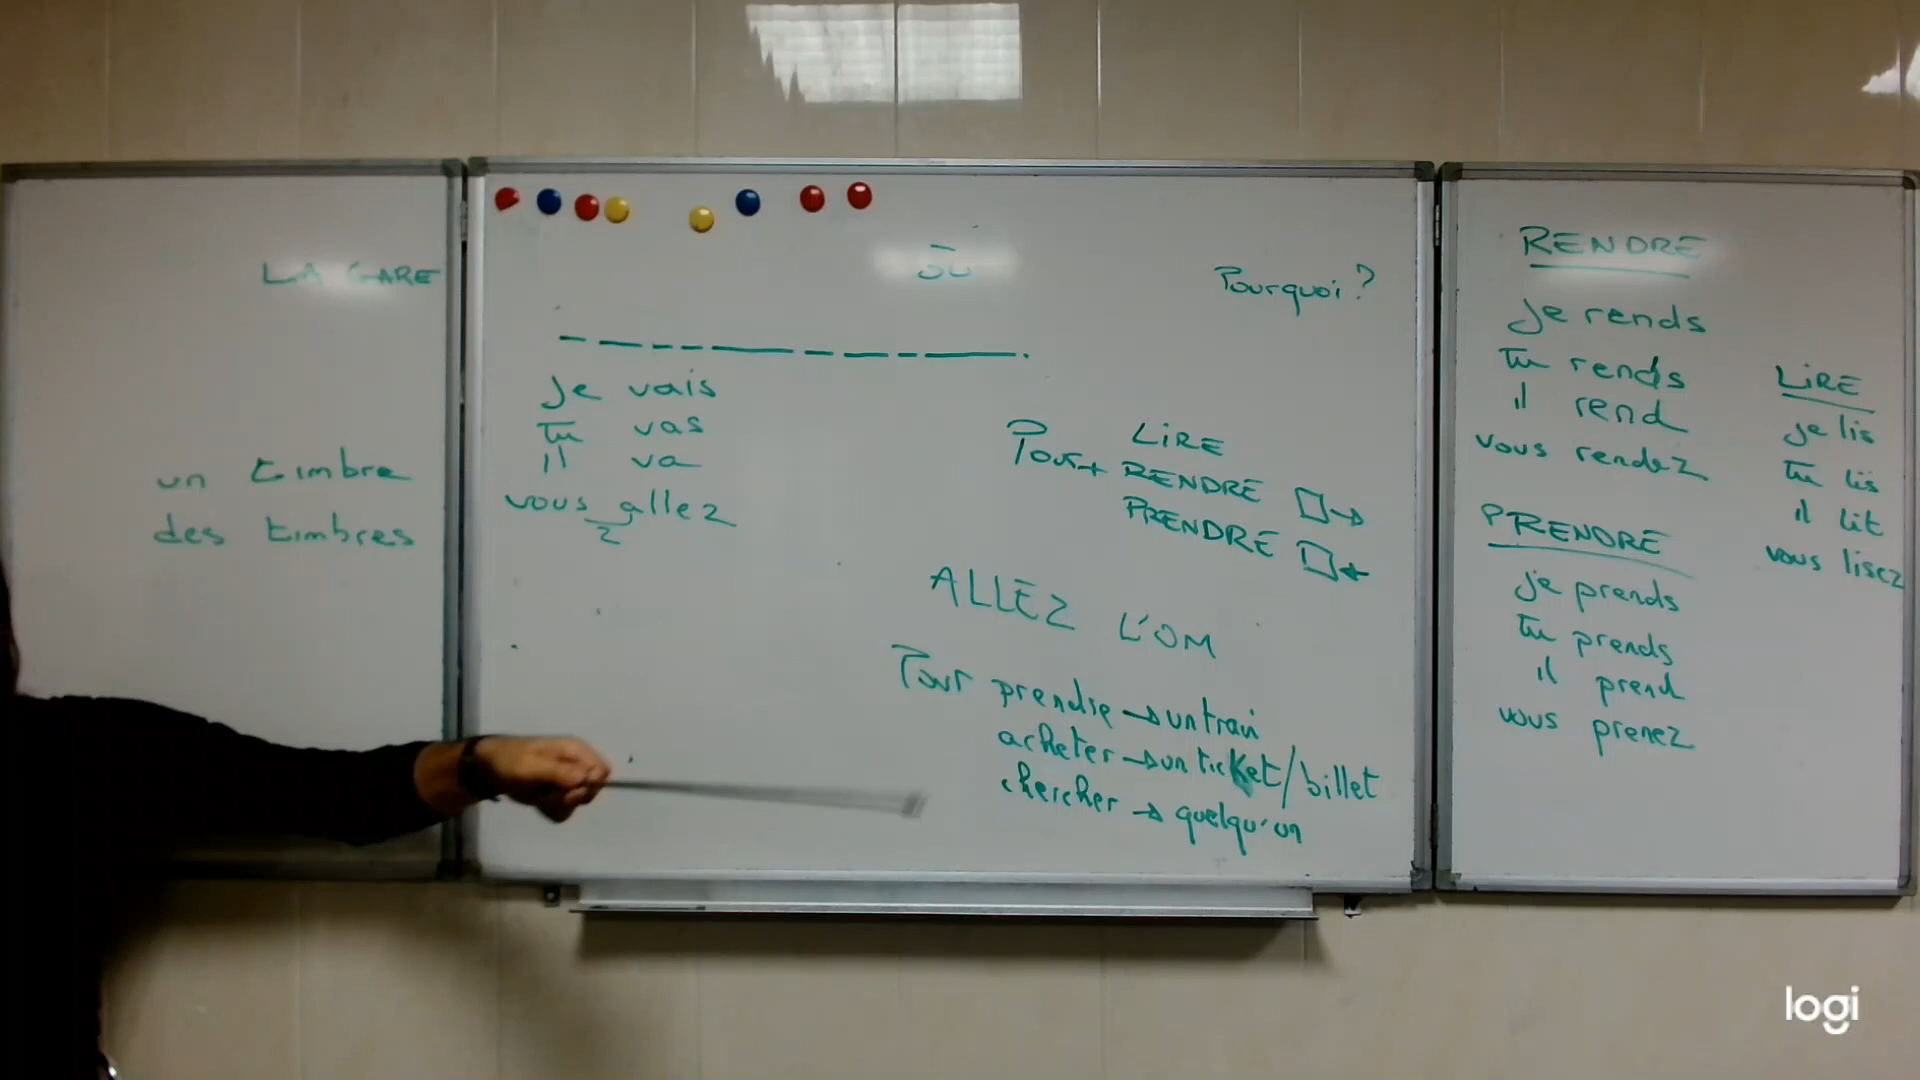 LA GARE
un timbre
des timbres
où
Pourquoi ?
je vais
tu vas
il va
vous allez
z
LIRE
Pour + RENDRE
PRENDRE
ALLEZ L'OM
Pour prendre → un train
acheter → un ticket/billet
chercher → quelqu'un
RENDRE
je rends
tu rends
il rend
vous rendez
PRENDRE
je prends
tu prends
il prend
vous prenez
LiRE
je lis
tu lis
il lit
vous lisez
logi